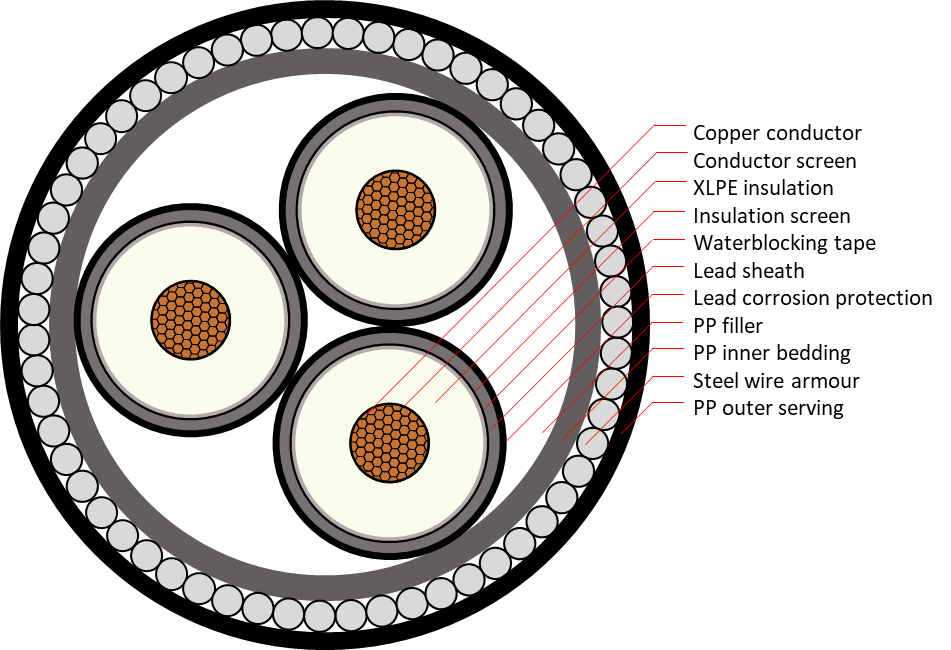 Copper conductor
Conductor screen
XLPE insulation
Insulation screen
Waterblocking tape
Lead sheath
Lead corrosion protection
PP filler
PP inner bedding
Steel wire armour
PP outer serving